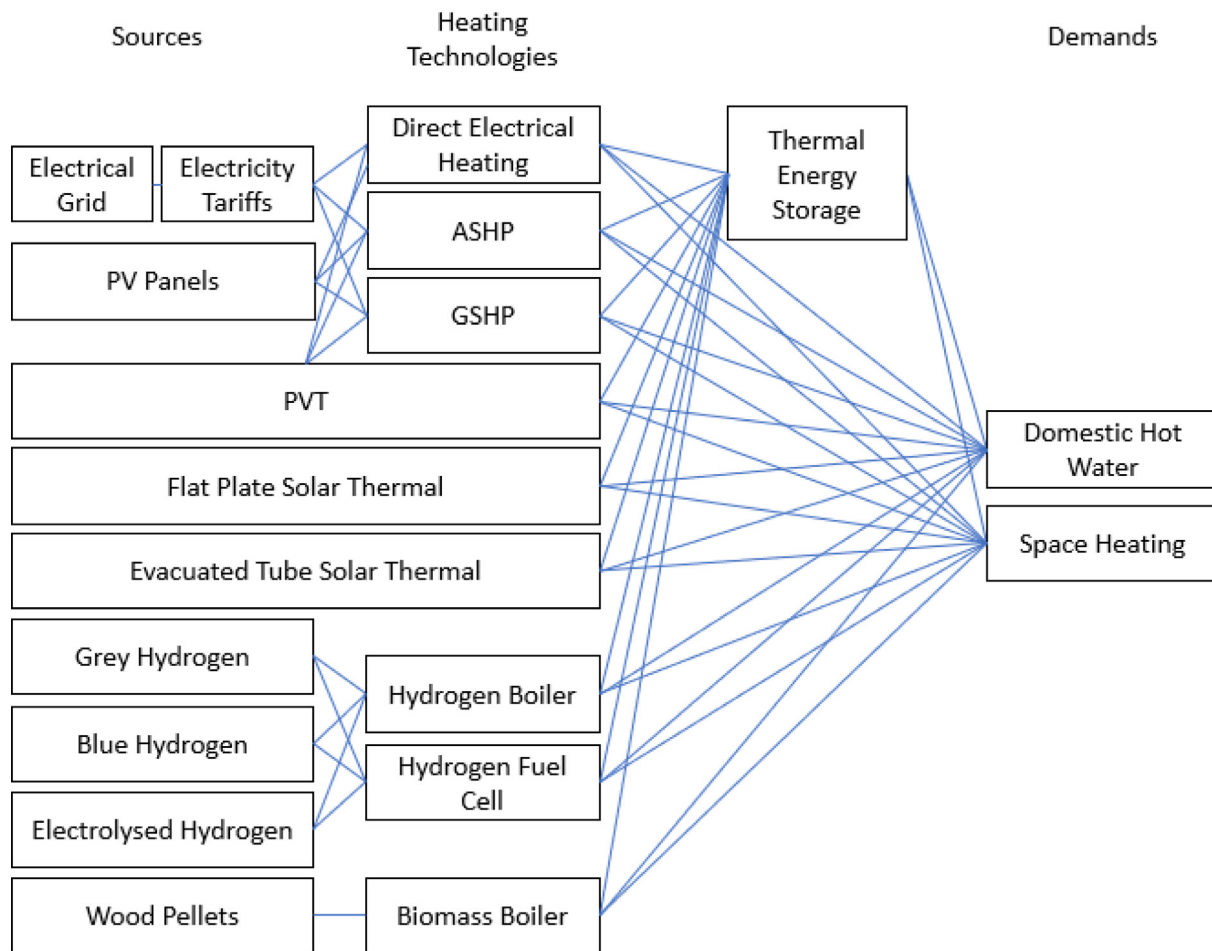 Sources
Heating
Technologies
Demands
Direct Electrical
Heating
Thermal
Energy
Storage
Electrical
Grid
Electricity
Tariffs
ASHP
PV Panels
GSHP
PVT
Domestic Hot
Water
Flat Plate Solar Thermal
Space Heating
Evacuated Tube Solar Thermal
Grey Hydrogen
Hydrogen Boiler
Blue Hydrogen
Hydrogen Fuel
Cell
Electrolysed Hydrogen
Wood Pellets
Biomass Boiler